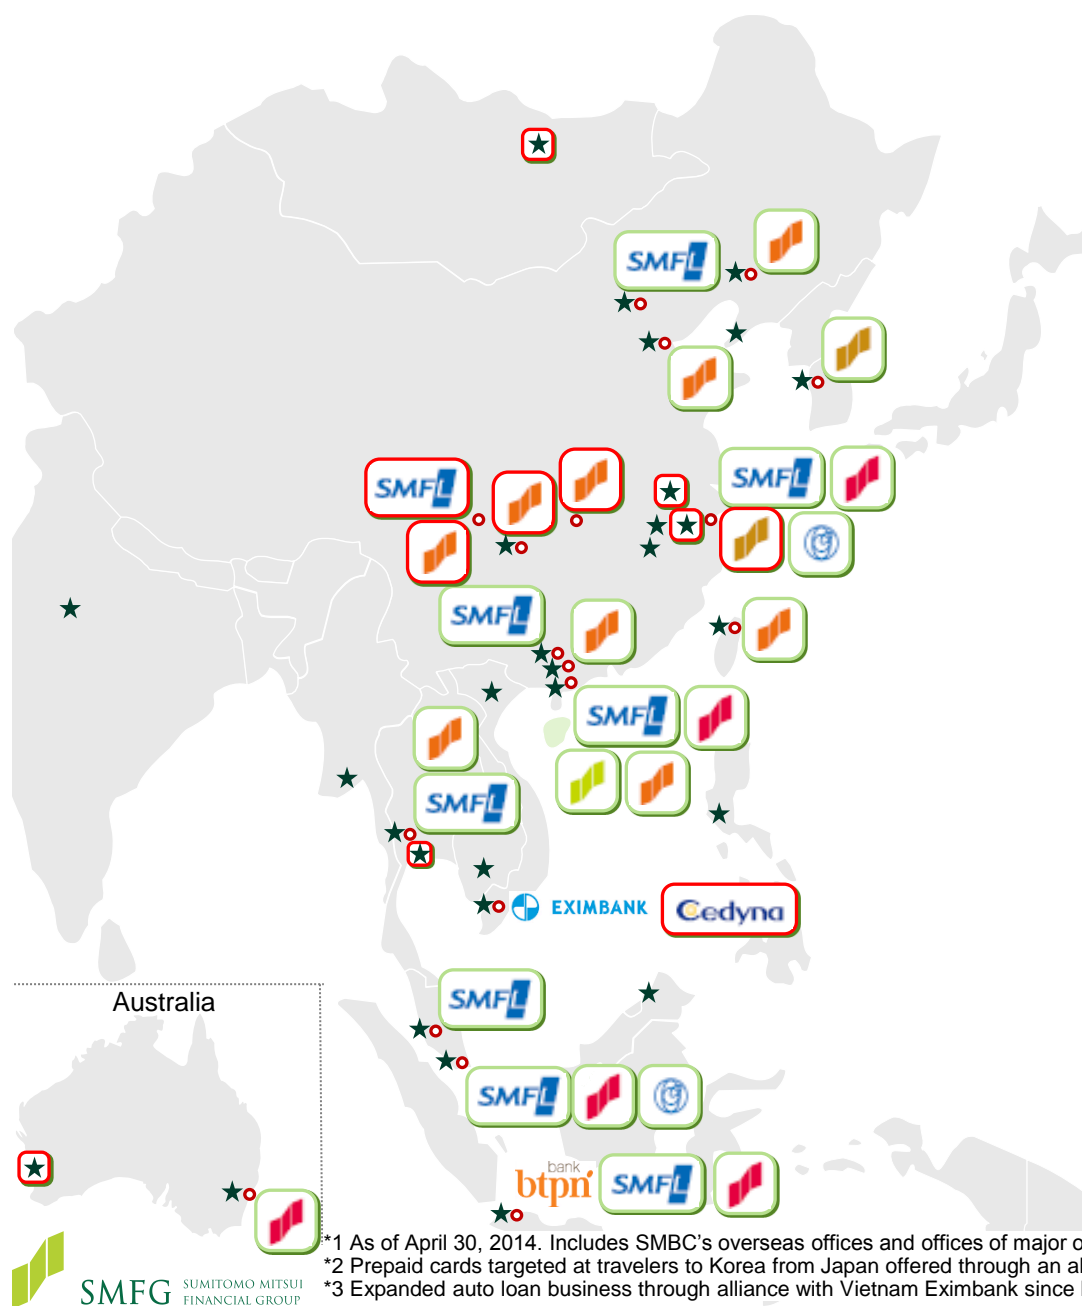 SMFL
SMFL
SMFL
SMFL
SMFL
SMFL
EXIMBANK
Cedyna
SMFL
Australia
SMFL
bank
btpn
SMFL
*1 As of April 30, 2014. Includes SMBC's overseas offices and offices of major o
*2 Prepaid cards targeted at travelers to Korea from Japan offered through an al
*3 Expanded auto loan business through alliance with Vietnam Eximbank since
SMFG SUMITOMO MITSUI
FINANCIAL GROUP